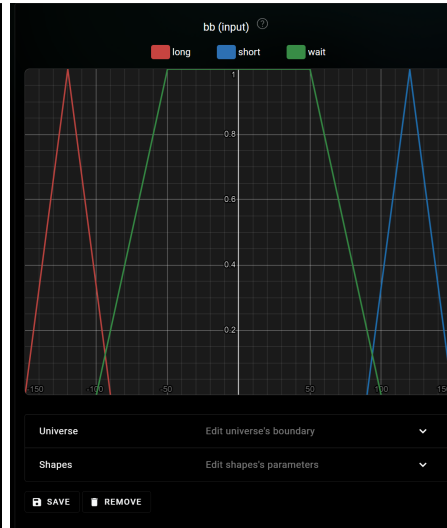 bb (input) ?
long short wait
1
0.8
0.6
0.4
0.2
-150 -100 -50 50 100 150
Universe Edit universe's boundary
Shapes Edit shapes's parameters
SAVE REMOVE